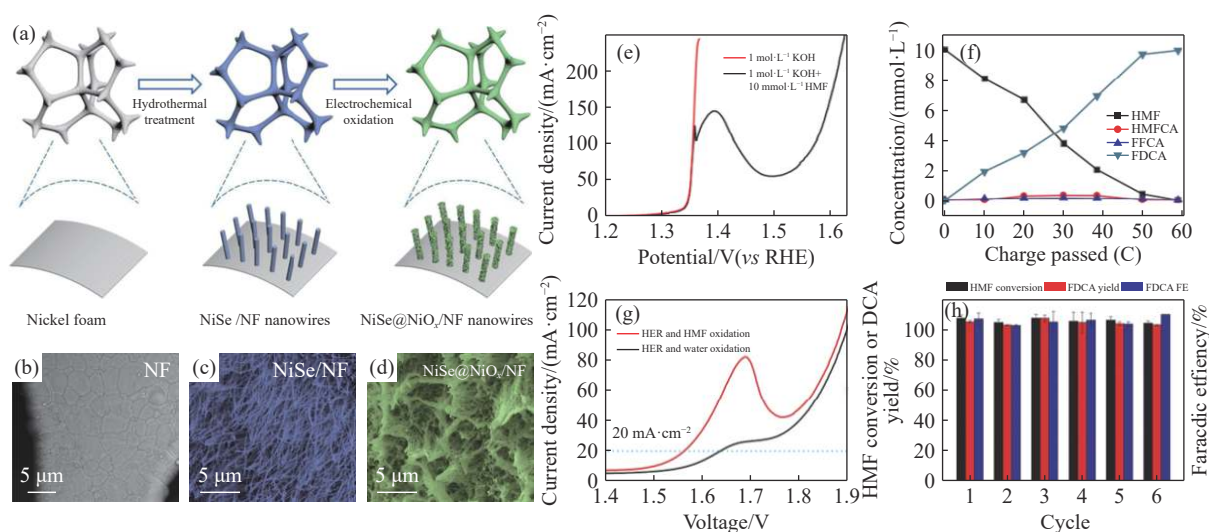 (a)
Hydrothermal
treatment
Electrochemical
oxidation
Nickel foam
NiSe /NF nanowires
NiSe@NiOₓ/NF nanowires
(b)
NF
5 μm
(c)
NiSe/NF
5 μm
(d)
NiSe@NiOₓ/NF
5 μm
(e)
1 mol·L⁻¹ KOH
1 mol·L⁻¹ KOH+
10 mmol·L⁻¹ HMF
Current density/(mA·cm⁻²)
250
200
150
100
50
0
1.2 1.3 1.4 1.5 1.6
Potential/V(vs RHE)
(f)
HMF
HMFCA
FFCA
FDCA
Concentration/(mmol·L⁻¹)
10
8
6
4
2
0
0 10 20 30 40 50 60
Charge passed (C)
(g)
HER and HMF oxidation
HER and water oxidation
20 mA·cm⁻²
Current density/(mA·cm⁻²)
120
100
80
60
40
20
0
1.4 1.5 1.6 1.7 1.8 1.9
Voltage/V
(h)
HMF conversion FDCA yield FDCA FE
HMF conversion or DCA
yield/%
100
80
60
40
20
0
1 2 3 4 5 6
Cycle
Faracdic etfiency/%